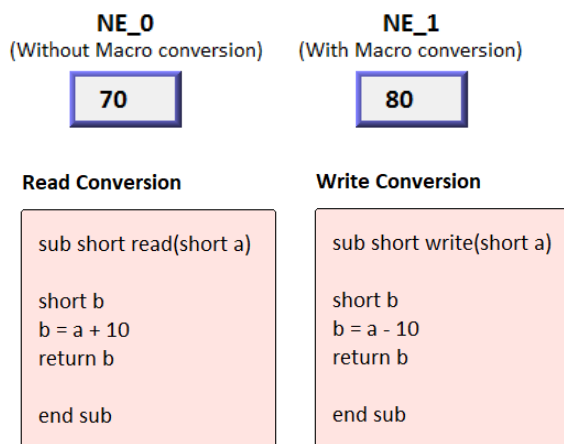 NE_0 NE_1
(Without Macro conversion) (With Macro conversion)
70 80
Read Conversion
sub short read(short a)
short b
b = a + 10
return b
end sub
Write Conversion
sub short write(short a)
short b
b = a - 10
return b
end sub